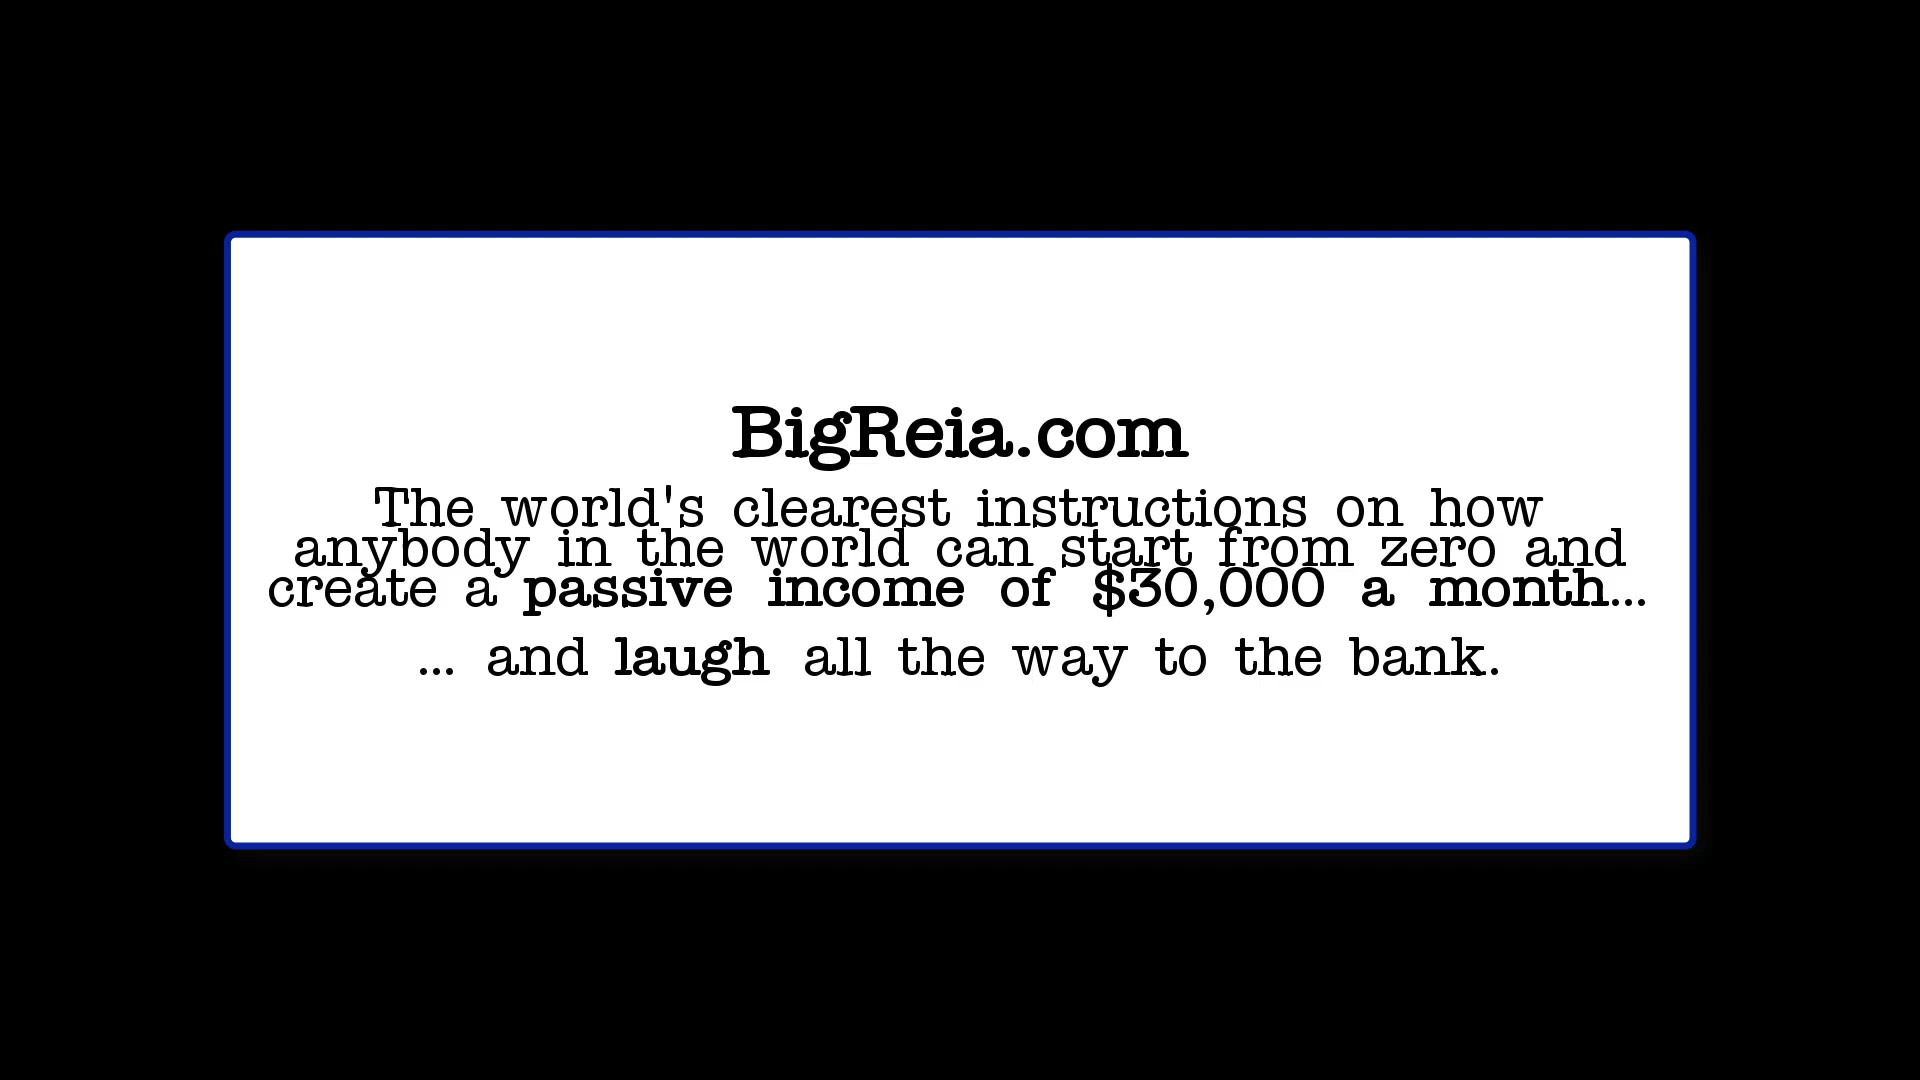 BigReia.com
The world's clearest instructions on how
anybody in the world can start from zero and
create a passive income of $30,000 a month...
... and laugh all the way to the bank.